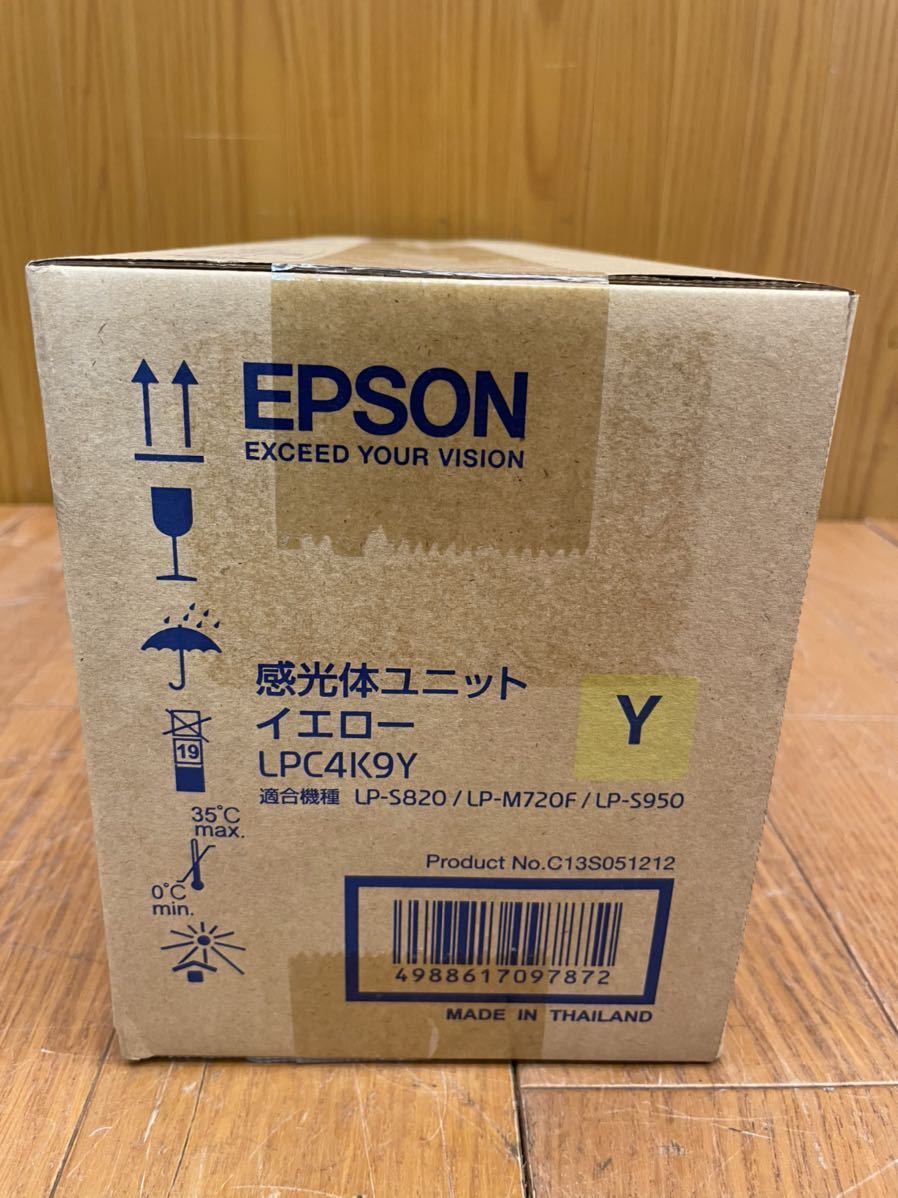 EPSON
EXCEED YOUR VISION
感光体ユニット
イエロー
LPC4K9Y
Y
適合機種 LP-S820 / LP-M720F / LP-S950
19
35°C
max.
0°C
min.
Product No.C13S051212
4988617097872
MADE IN THAILAND